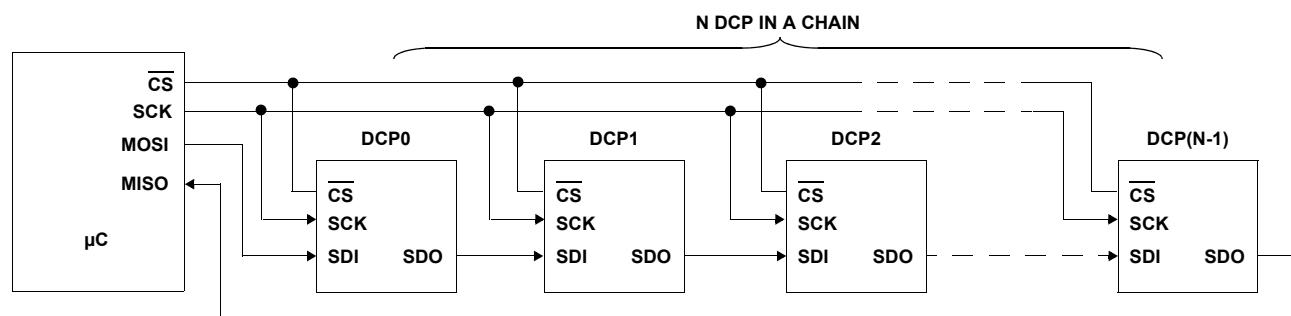 N DCP IN A CHAIN
CS
SCK
MOSI
MISO
µC
DCP0
CS
SCK
SDI SDO
DCP1
CS
SCK
SDI SDO
DCP2
CS
SCK
SDI SDO
DCP(N-1)
CS
SCK
SDI SDO